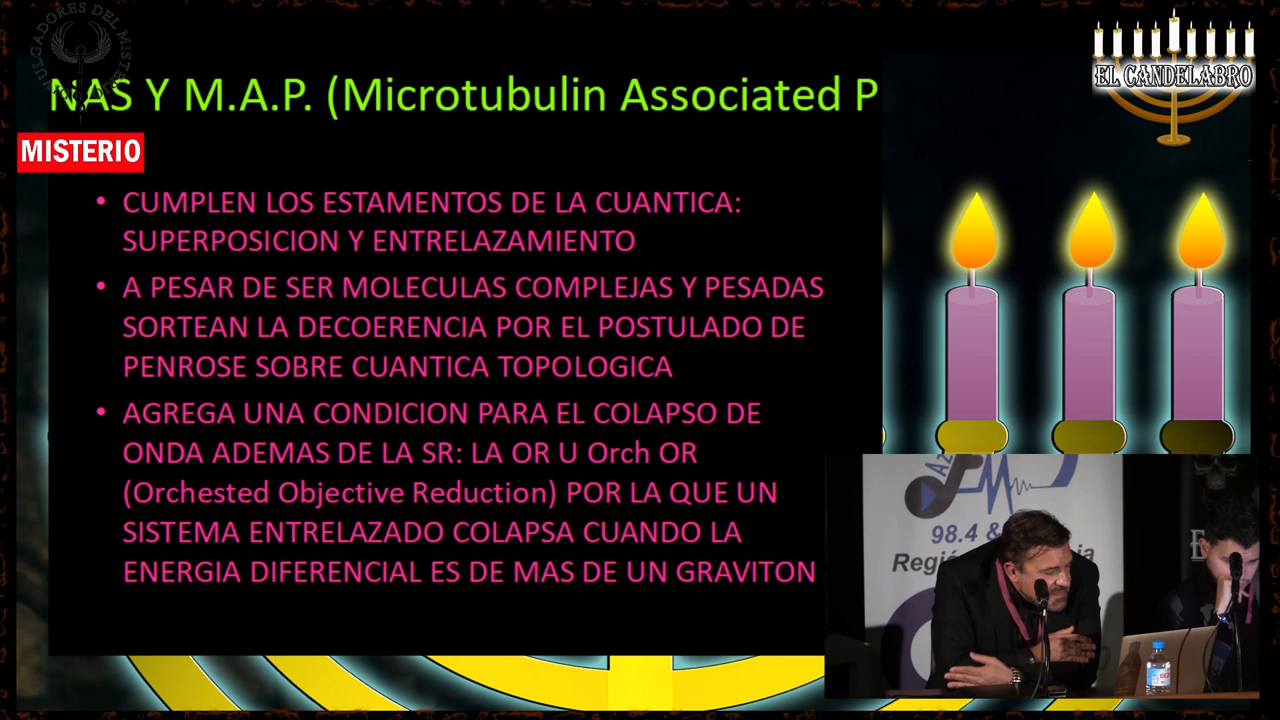 DIVULGADORES DEL MISTERIO
EL CANDELABRO
NAS Y M.A.P. (Microtubulin Associated P
MISTERIO
• CUMPLEN LOS ESTAMENTOS DE LA CUANTICA:
SUPERPOSICION Y ENTRELAZAMIENTO
• A PESAR DE SER MOLECULAS COMPLEJAS Y PESADAS
SORTEAN LA DECOERENCIA POR EL POSTULADO DE
PENROSE SOBRE CUANTICA TOPOLOGICA
• AGREGA UNA CONDICION PARA EL COLAPSO DE
ONDA ADEMAS DE LA SR: LA OR U Orch OR
(Orchested Objective Reduction) POR LA QUE UN
SISTEMA ENTRELAZADO COLAPSA CUANDO LA
ENERGIA DIFERENCIAL ES DE MAS DE UN GRAVITON
98.4 &